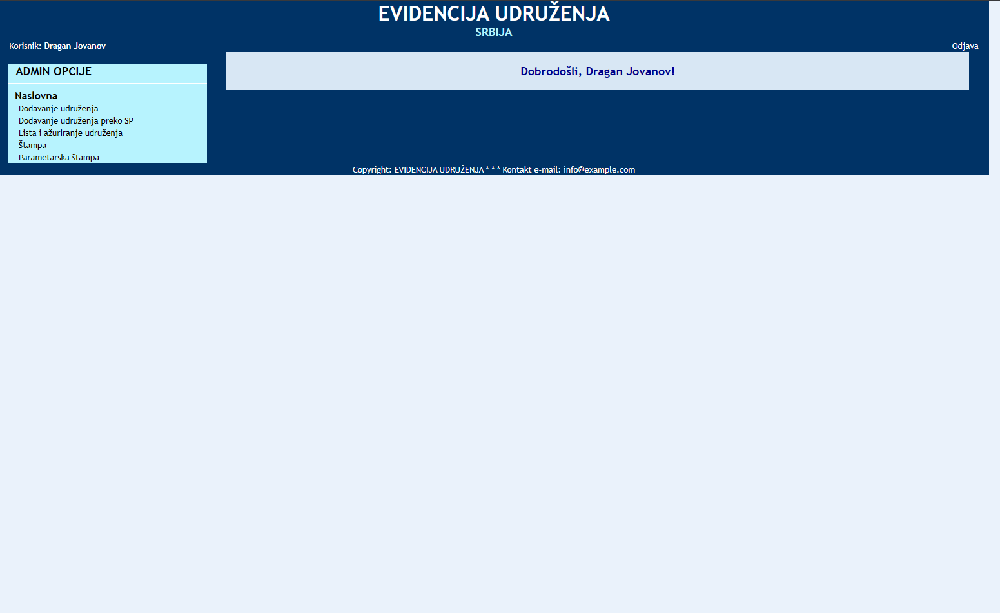 EVIDENCIJA UDRUŽENJA
SRBIJA
Korisnik: Dragan Jovanov
Odjava
ADMIN OPCIJE
Naslovna
Dodavanje udruženja
Dodavanje udruženja preko SP
Lista i ažuriranje udruženja
Štampa
Parametarska štampa
Dobrodošli, Dragan Jovanov!
Copyright: EVIDENCIJA UDRUŽENJA * * * Kontakt e-mail: info@example.com